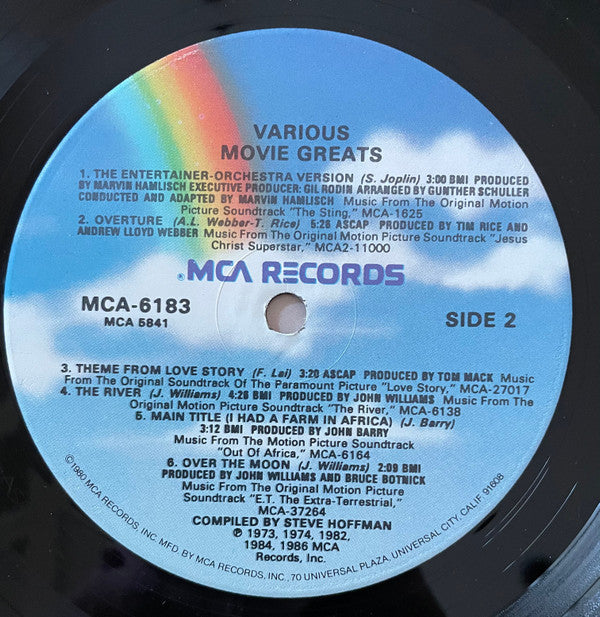 VARIOUS
MOVIE GREATS
1. THE ENTERTAINER-ORCHESTRA VERSION (S. Joplin) 3:00 BMI PRODUCED
BY MARVIN HAMLISCH EXECUTIVE PRODUCER: GIL RODIN ARRANGED BY GUNTHER SCHULLER
CONDUCTED AND ADAPTED BY MARVIN HAMLISCH Music From The Original Motion
Picture Soundtrack "The Sting," MCA-1625
2. OVERTURE (A.L. Webber-T. Rice) 5:26 ASCAP PRODUCED BY TIM RICE AND
ANDREW LLOYD WEBBER Music From The Original Motion Picture Soundtrack "Jesus
Christ Superstar," MCA2-11000
®MCA RECORDS
MCA-6183
MCA 5841
SIDE 2
3. THEME FROM LOVE STORY (F. Lai) 3:20 ASCAP PRODUCED BY TOM MACK Music
From The Original Soundtrack Of The Paramount Picture "Love Story," MCA-27017
4. THE RIVER (J. Williams) 4:28 BMI PRODUCED BY JOHN WILLIAMS Music From The
Original Motion Picture Soundtrack "The River," MCA-6138
5. MAIN TITLE (I HAD A FARM IN AFRICA) (J. Barry)
3:12 BMI PRODUCED BY JOHN BARRY
Music From The Motion Picture Soundtrack
"Out Of Africa," MCA-6164
6. OVER THE MOON (J. Williams) 2:09 BMI
PRODUCED BY JOHN WILLIAMS AND BRUCE BOTNICK
Music From The Original Motion Picture
Soundtrack "E.T. The Extra-Terrestrial,"
MCA-37264
COMPILED BY STEVE HOFFMAN
℗ 1973, 1974, 1982,
1984, 1986 MCA
Records, Inc.
©1980 MCA RECORDS, INC. MFD. BY MCA RECORDS, INC., 70 UNIVERSAL PLAZA, UNIVERSAL CITY, CALIF. 91608